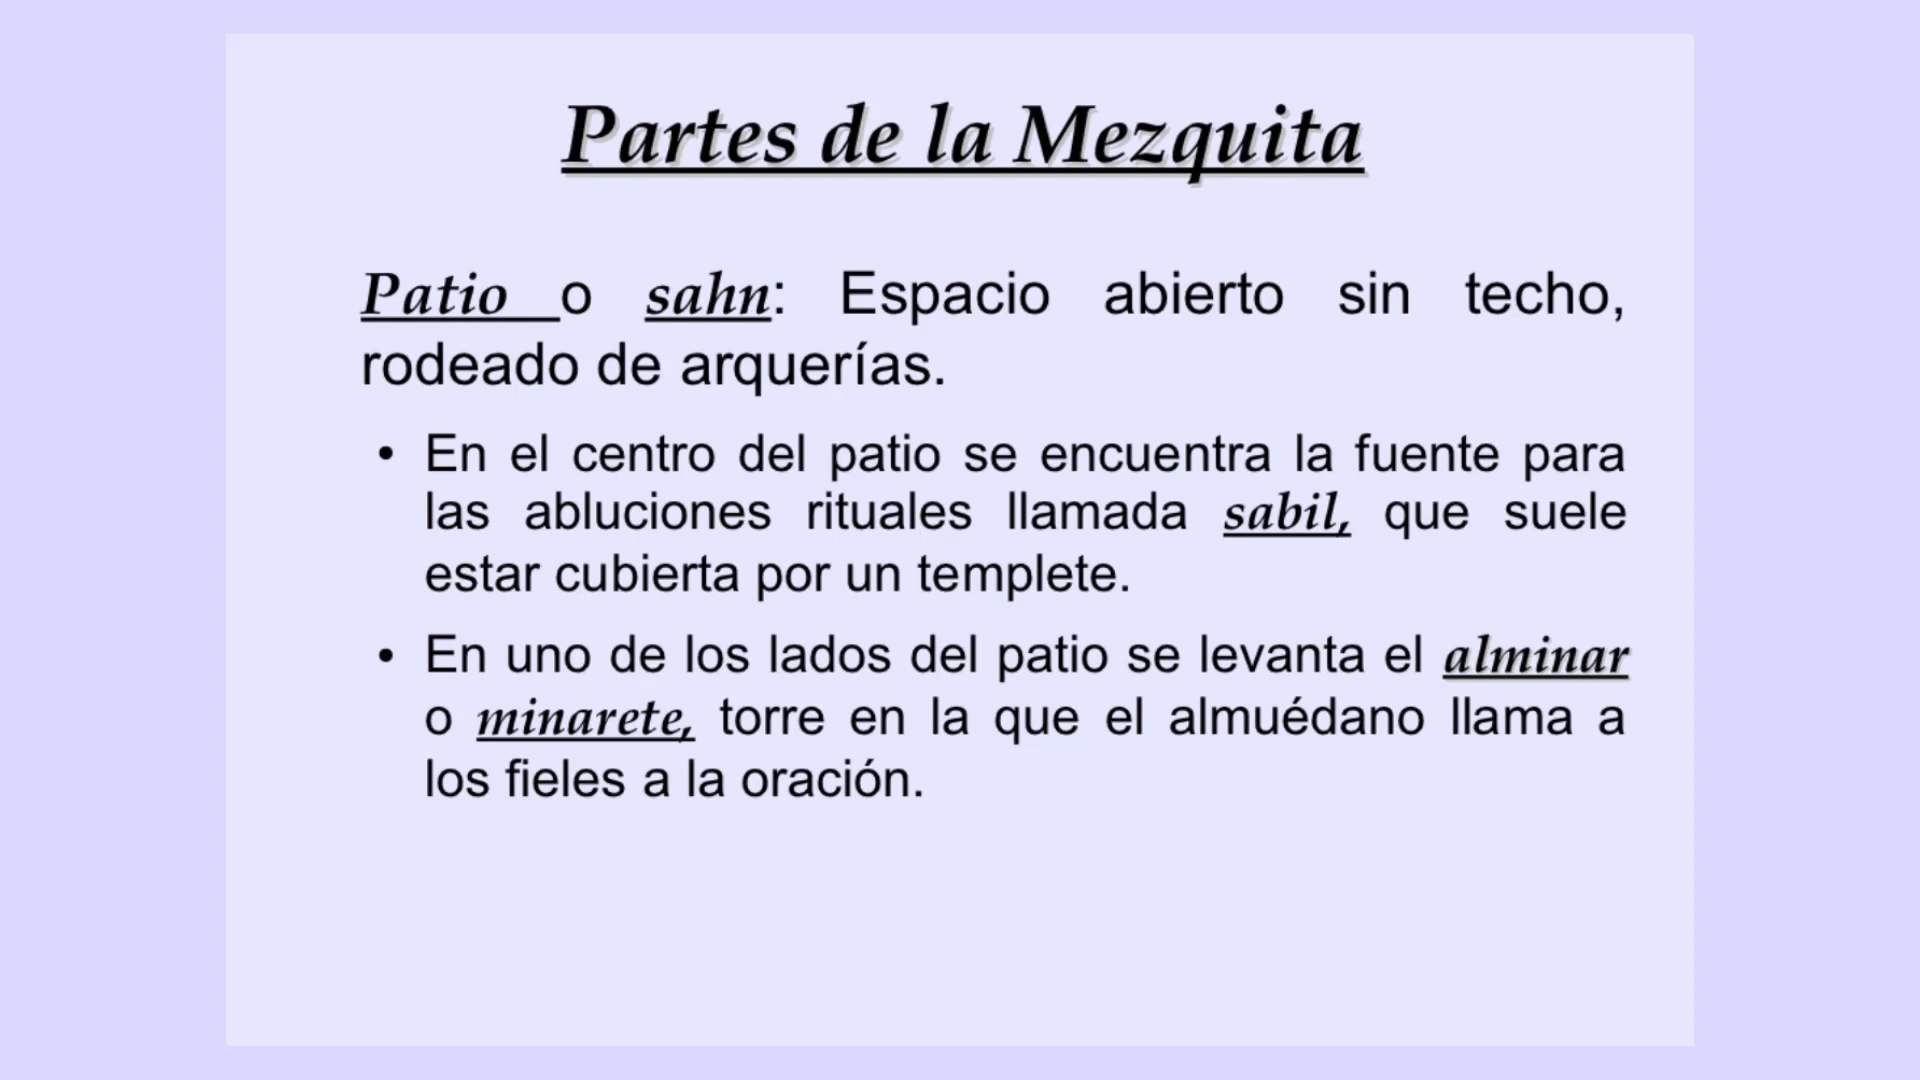 Partes de la Mezquita
Patio o sahn: Espacio abierto sin techo,
rodeado de arquerías.
• En el centro del patio se encuentra la fuente para
las abluciones rituales llamada sabil, que suele
estar cubierta por un templete.
• En uno de los lados del patio se levanta el alminar
o minarete, torre en la que el almuédano llama a
los fieles a la oración.